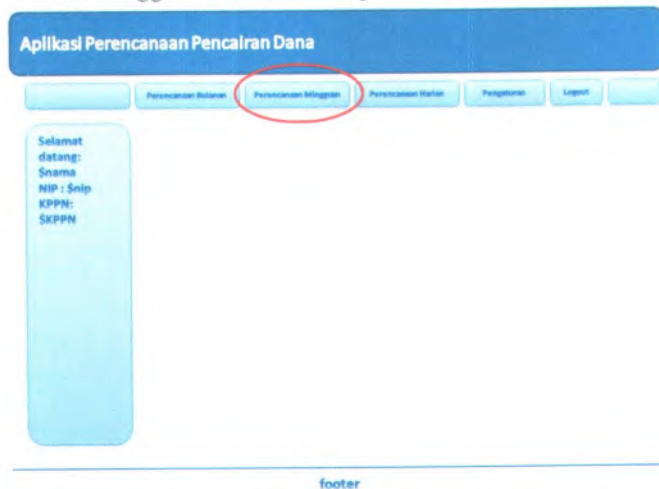 Aplikasi Perencanaan Pencairan Dana
Perencanaan Bulanan Perencanaan Mingguan Perencanaan Harian Pengaturan Logout
Selamat
datang:
$nama
NIP : $nip
KPPN:
$KPPN
footer